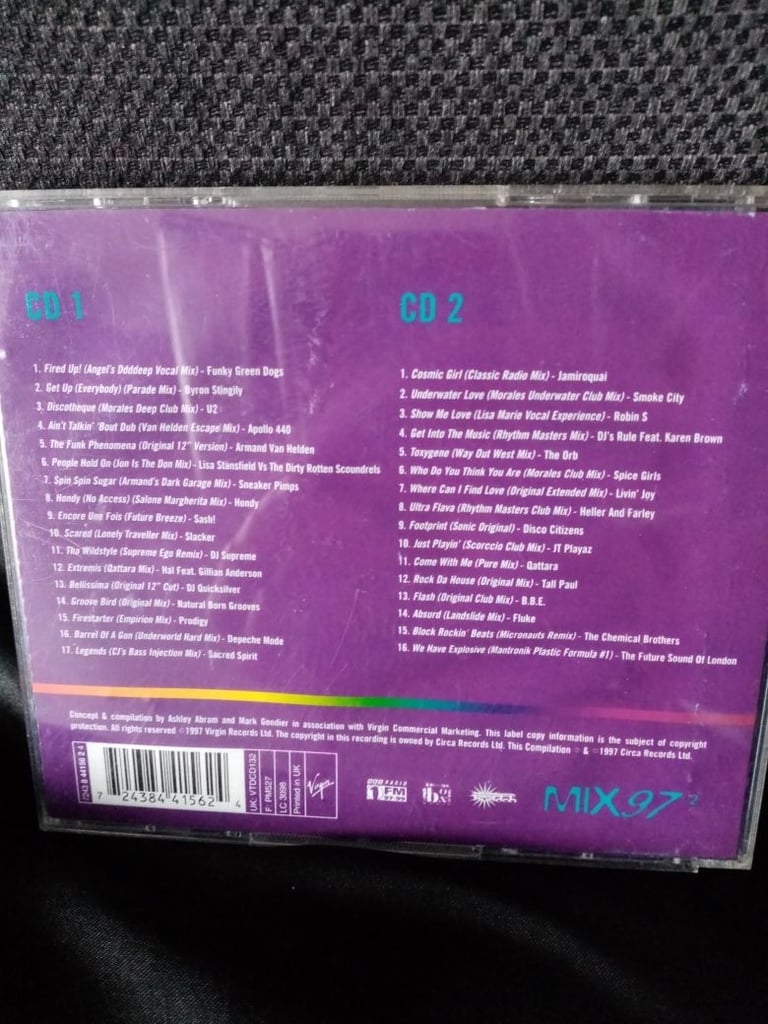 CD 1
1. Fired Up! (Angel's Ddddeep Vocal Mix) - Funky Green Dogs
2. Get Up (Everybody) (Parade Mix) - Byron Stingily
3. Discotheque (Morales Deep Club Mix) - U2
4. Ain't Talkin' 'Bout Dub (Van Helden Escape Mix) - Apollo 440
5. The Funk Phenomena (Original 12" Version) - Armand Van Helden
6. People Hold On (Jon Is The Don Mix) - Lisa Stansfield Vs The Dirty Rotten Scoundrels
7. Spin Spin Sugar (Armand's Dark Garage Mix) - Sneaker Pimps
8. Hondy (No Access) (Salone Margherita Mix) - Hondy
9. Encore Une Fois (Future Breeze) - Sash!
10. Scared (Lonely Traveller Mix) - Slacker
11. Tha Wildstyle (Supreme Ego Remix) - DJ Supreme
12. Extremis (Qattara Mix) - Hal Feat. Gillian Anderson
13. Bellissima (Original 12" Cut) - DJ Quicksilver
14. Groove Bird (Original Mix) - Natural Born Grooves
15. Firestarter (Empirion Mix) - Prodigy
16. Barrel Of A Gun (Underworld Hard Mix) - Depeche Mode
17. Legends (CJ's Bass Injection Mix) - Sacred Spirit
CD 2
1. Cosmic Girl (Classic Radio Mix) - Jamiroquai
2. Underwater Love (Morales Underwater Club Mix) - Smoke City
3. Show Me Love (Lisa Marie Vocal Experience) - Robin S
4. Get Into The Music (Rhythm Masters Mix) - DJ's Rule Feat. Karen Brown
5. Toxygene (Way Out West Mix) - The Orb
6. Who Do You Think You Are (Morales Club Mix) - Spice Girls
7. Where Can I Find Love (Original Extended Mix) - Livin' Joy
8. Ultra Flava (Rhythm Masters Club Mix) - Heller And Farley
9. Footprint (Sonic Original) - Disco Citizens
10. Just Playin' (Scorccio Club Mix) - JT Playaz
11. Come With Me (Pure Mix) - Qattara
12. Rock Da House (Original Mix) - Tall Paul
13. Flash (Original Club Mix) - B.B.E.
14. Absurd (Landslide Mix) - Fluke
15. Block Rockin' Beats (Micronauts Remix) - The Chemical Brothers
16. We Have Explosive (Mantronik Plastic Formula #1) - The Future Sound Of London
Concept & compilation by Ashley Abram and Mark Goodier in association with Virgin Commercial Marketing. This label copy information is the subject of copyright
protection. All rights reserved ©1997 Virgin Records Ltd. The copyright in this recording is owned by Circa Records Ltd. This Compilation ℗ & ©1997 Circa Records Ltd.
7243 8 44156 2 4
7 24384 41562 4
UK: VTDCD132
F: PM527
LC 3098
Printed in UK
Virgin
BBC RADIO
1 FM
97-99
MIX 97 2